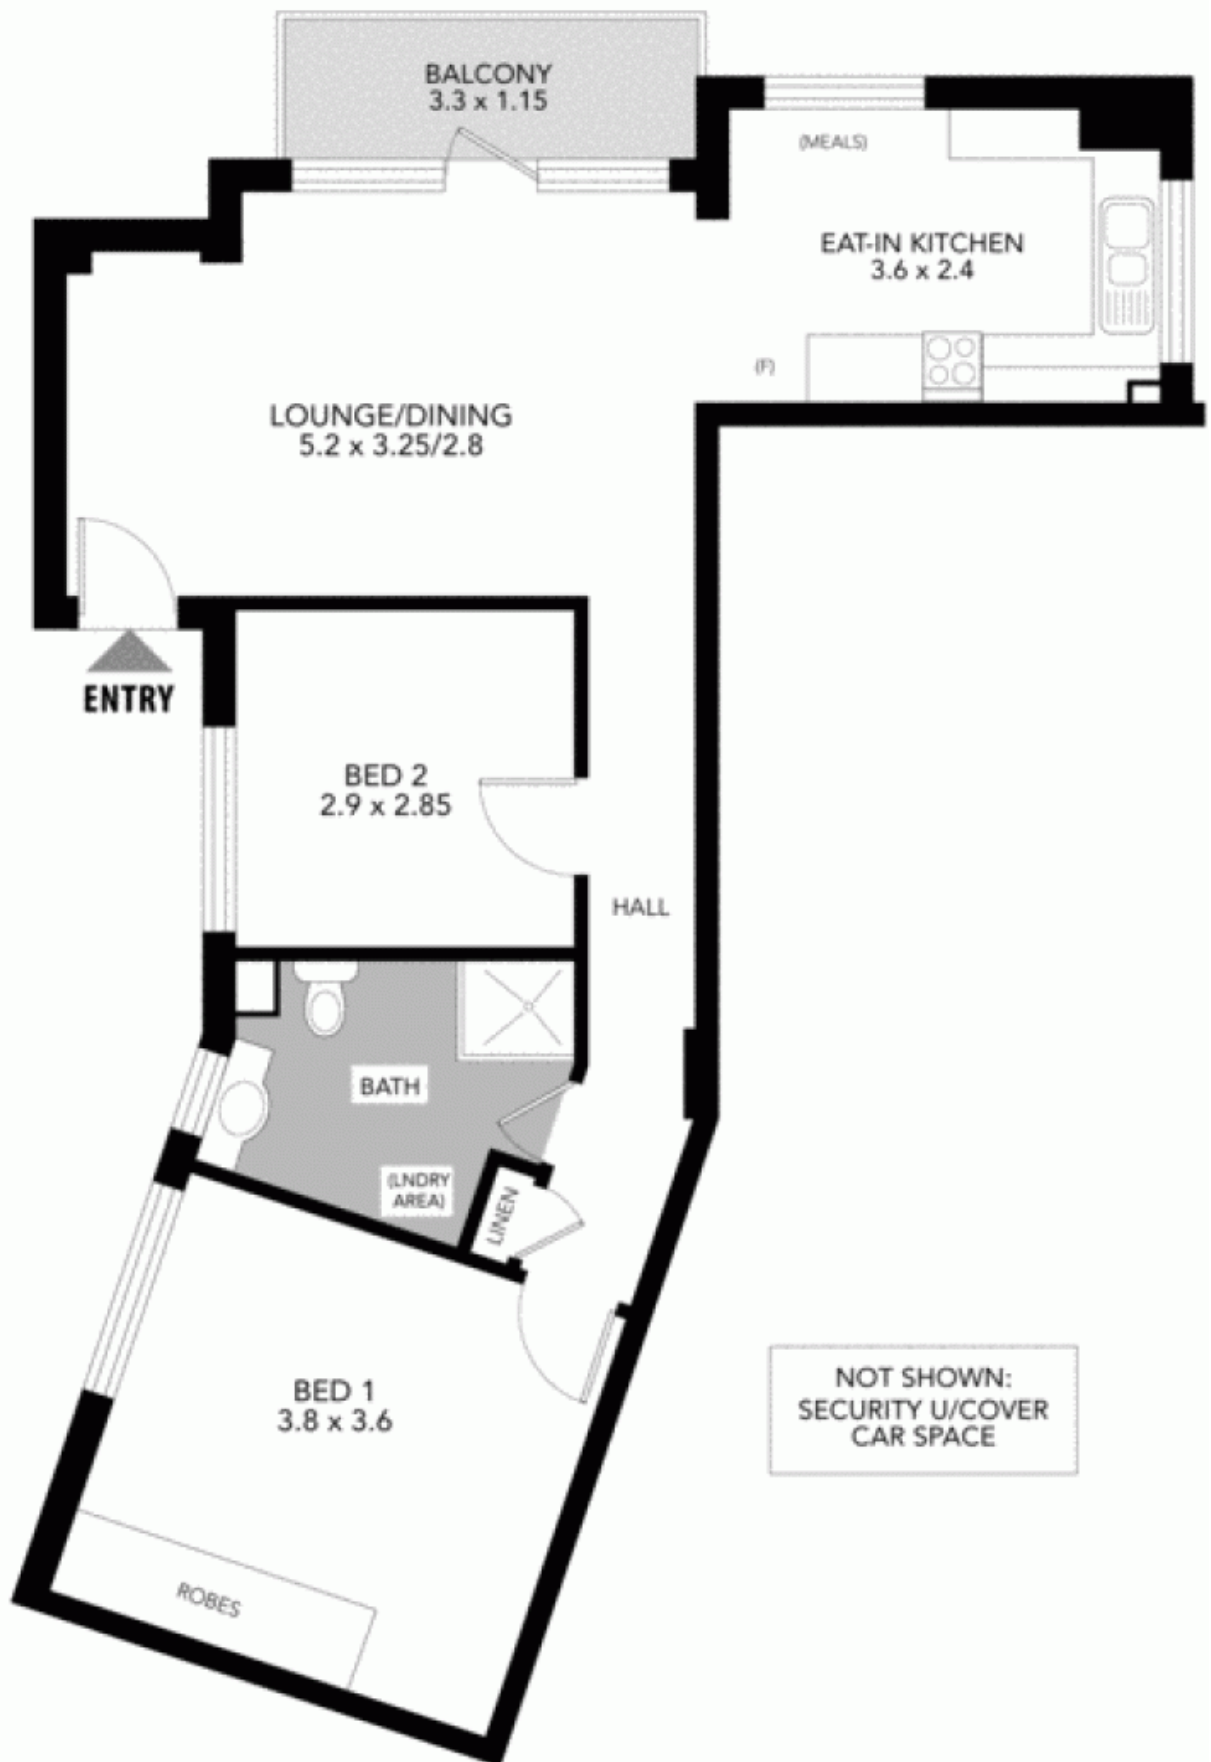 BALCONY
3.3 x 1.15
(MEALS)
EAT-IN KITCHEN
3.6 x 2.4
(F)
LOUNGE/DINING
5.2 x 3.25/2.8
ENTRY
BED 2
2.9 x 2.85
HALL
BATH
(LNDRY
AREA)
LINEN
BED 1
3.8 x 3.6
ROBES
NOT SHOWN:
SECURITY U/COVER
CAR SPACE